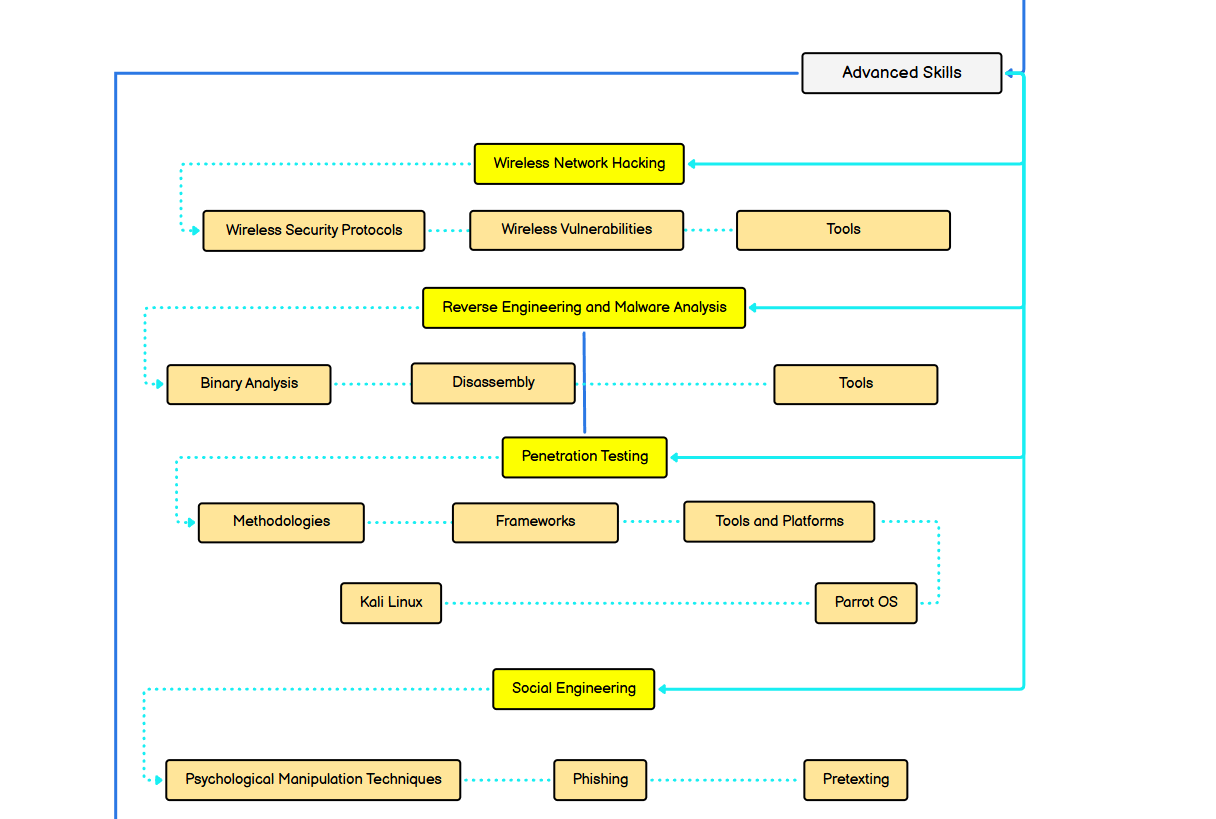 Advanced Skills
Wireless Network Hacking
Wireless Security Protocols
Wireless Vulnerabilities
Tools
Reverse Engineering and Malware Analysis
Binary Analysis
Disassembly
Tools
Penetration Testing
Methodologies
Frameworks
Tools and Platforms
Kali Linux
Parrot OS
Social Engineering
Psychological Manipulation Techniques
Phishing
Pretexting